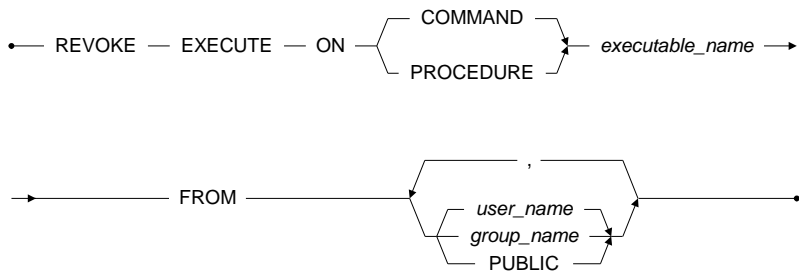 COMMAND
REVOKE EXECUTE ON executable_name
PROCEDURE
,
FROM
user_name
group_name
PUBLIC